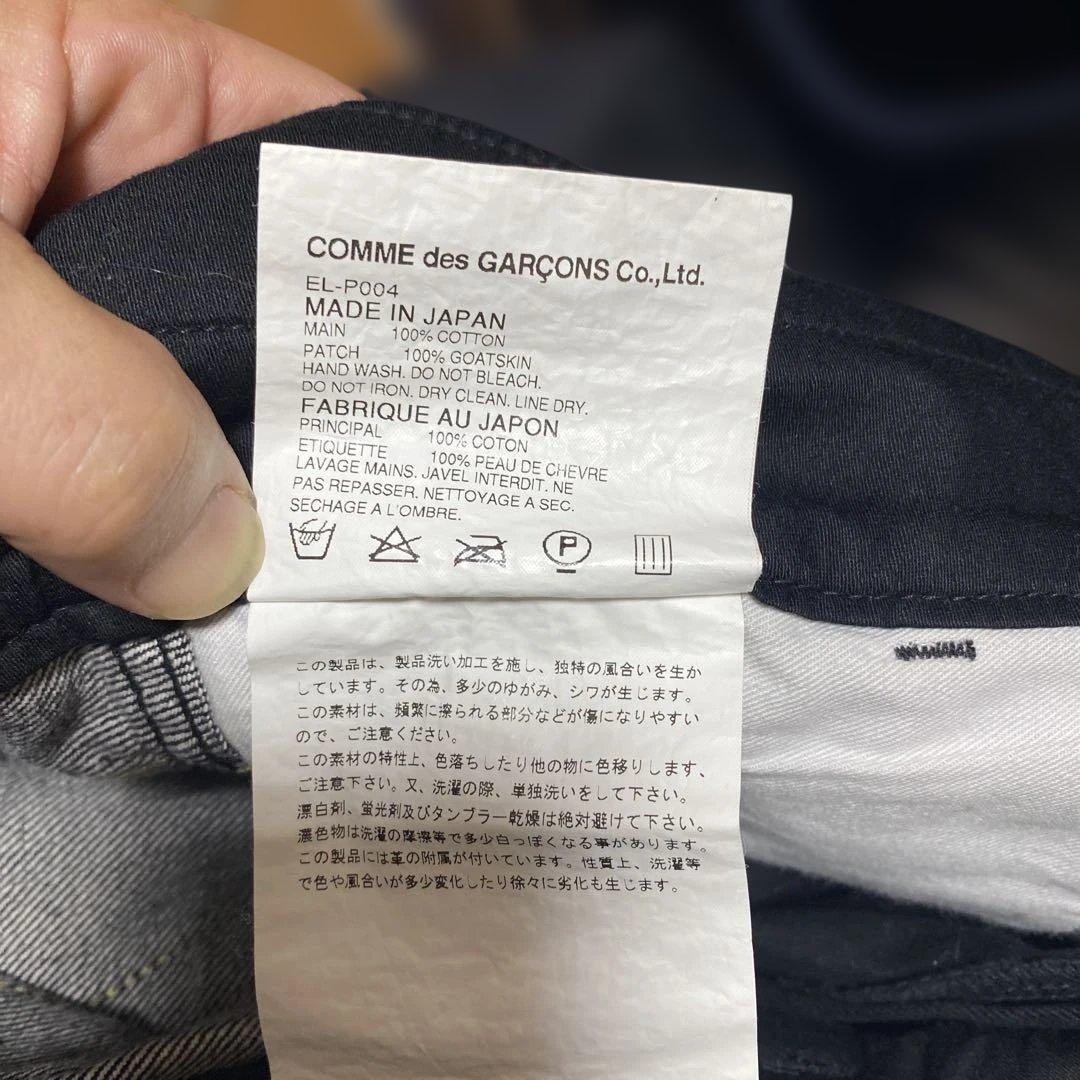 COMME des GARÇONS Co.,Ltd.
EL-P004
MADE IN JAPAN
MAIN 100% COTTON
PATCH 100% GOATSKIN
HAND WASH. DO NOT BLEACH.
DO NOT IRON. DRY CLEAN. LINE DRY.
FABRIQUE AU JAPON
PRINCIPAL 100% COTON
ETIQUETTE 100% PEAU DE CHEVRE
LAVAGE MAINS. JAVEL INTERDIT. NE
PAS REPASSER. NETTOYAGE A SEC.
SECHAGE A L'OMBRE.
P
この製品は、製品洗い加工を施し、独特の風合いを生か
しています。その為、多少のゆがみ、シワが生じます。
この素材は、頻繁に擦られる部分などが傷になりやすい
ので、ご注意ください。
この素材の特性上、色落ちしたり他の物に色移りします、
ご注意下さい。又、洗濯の際、単独洗いをして下さい。
漂白剤、蛍光剤及びタンブラー乾燥は絶対避けて下さい。
濃色物は洗濯の摩擦等で多少白っぽくなる事があります。
この製品には革の附属が付いています。性質上、洗濯等
で色や風合いが多少変化したり徐々に劣化も生じます。